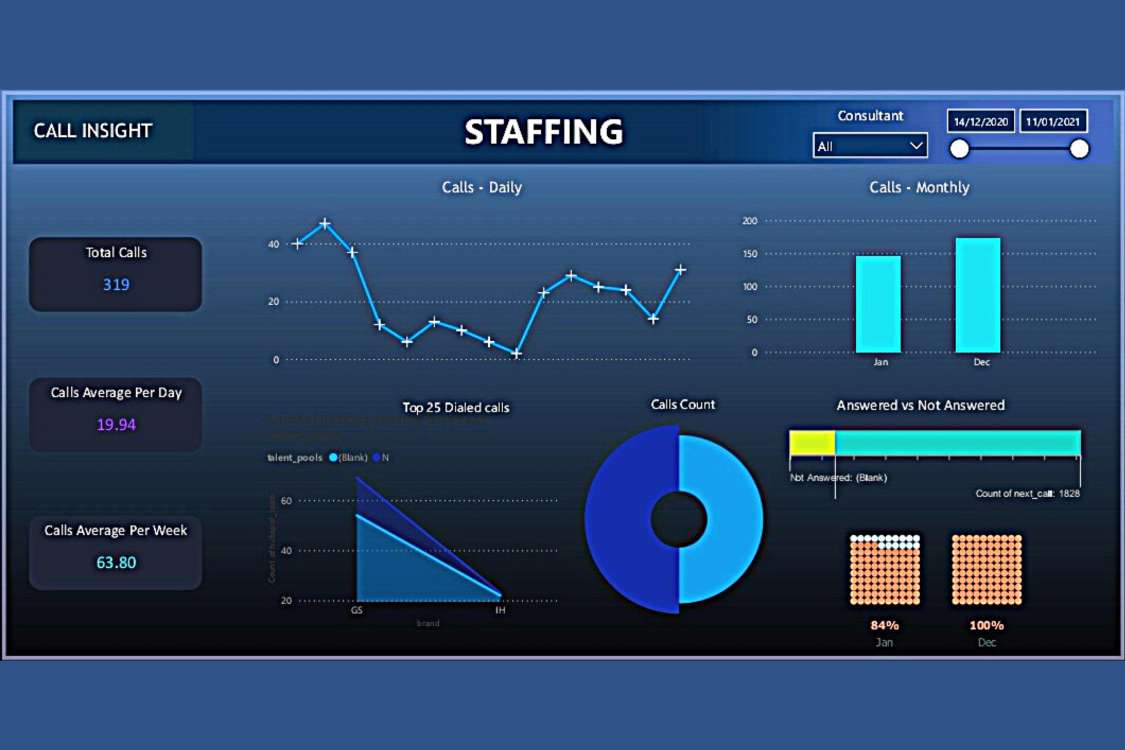 CALL INSIGHT
STAFFING
Consultant
All
14/12/2020
11/01/2021
Total Calls
319
Calls Average Per Day
19.94
Calls Average Per Week
63.80
Calls - Daily
40
20
0
Calls - Monthly
200
150
100
50
0
Jan
Dec
Top 25 Dialed calls
talent_pools (Blank) N
60
40
20
GS
IH
brand
Calls Count
Answered vs Not Answered
Not Answered: (Blank)
Count of next_call: 1828
84%
Jan
100%
Dec